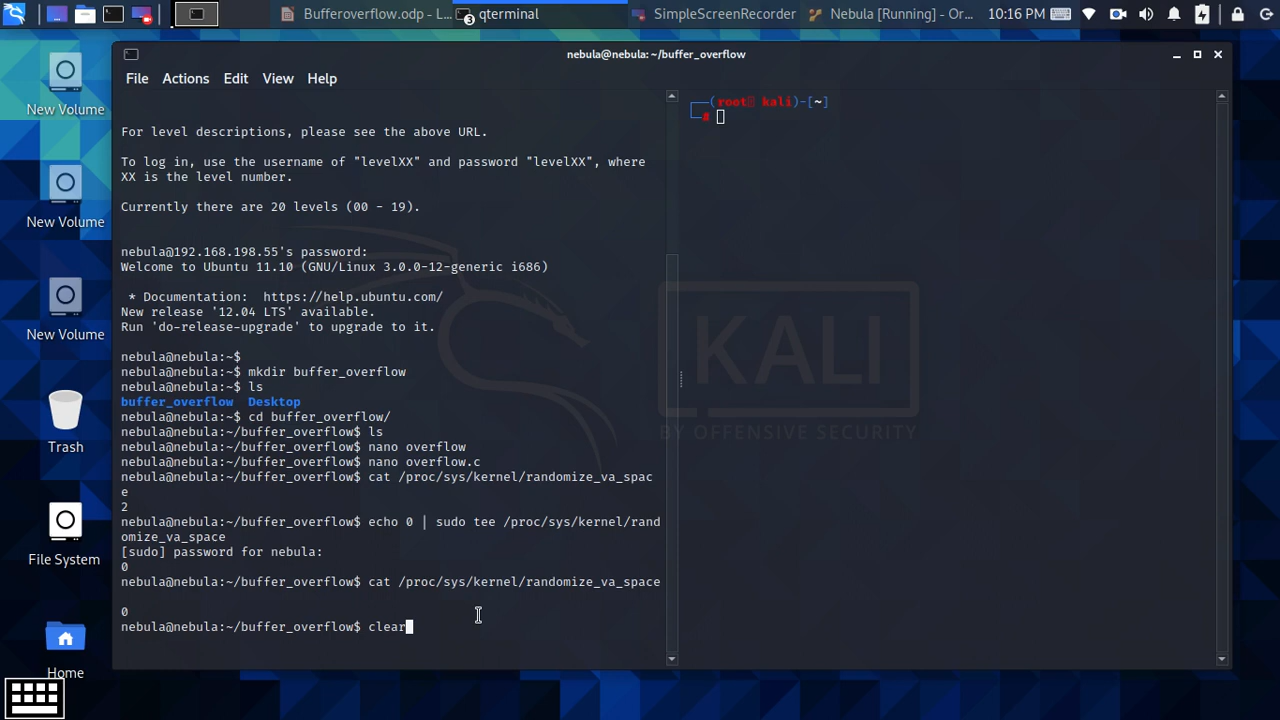 Bufferoverflow.odp - L...
3
qterminal
SimpleScreenRecorder
Nebula [Running] - Or...
10:16 PM
nebula@nebula: ~/buffer_overflow
File Actions Edit View Help
For level descriptions, please see the above URL.
To log in, use the username of "levelXX" and password "levelXX", where
XX is the level number.
Currently there are 20 levels (00 - 19).
nebula@192.168.198.55's password:
Welcome to Ubuntu 11.10 (GNU/Linux 3.0.0-12-generic i686)
* Documentation:  https://help.ubuntu.com/
New release '12.04 LTS' available.
Run 'do-release-upgrade' to upgrade to it.
nebula@nebula:~$
nebula@nebula:~$ mkdir buffer_overflow
nebula@nebula:~$ ls
buffer_overflow  Desktop
nebula@nebula:~$ cd buffer_overflow/
nebula@nebula:~/buffer_overflow$ ls
nebula@nebula:~/buffer_overflow$ nano overflow
nebula@nebula:~/buffer_overflow$ nano overflow.c
nebula@nebula:~/buffer_overflow$ cat /proc/sys/kernel/randomize_va_spac
e
2
nebula@nebula:~/buffer_overflow$ echo 0 | sudo tee /proc/sys/kernel/rand
omize_va_space
[sudo] password for nebula:
0
nebula@nebula:~/buffer_overflow$ cat /proc/sys/kernel/randomize_va_space
0
nebula@nebula:~/buffer_overflow$ clear
(root kali)-[~]
#
KALI
BY OFFENSIVE SECURITY
New Volume
New Volume
New Volume
Trash
File System
Home